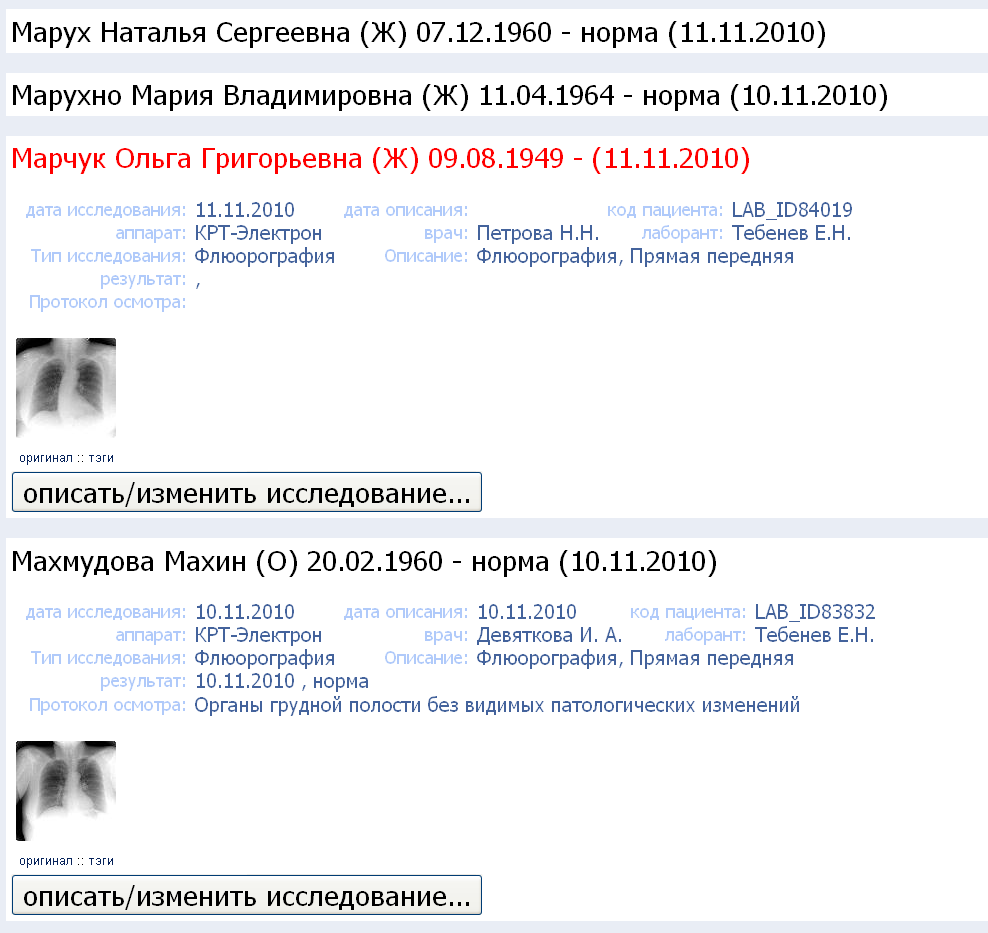 Марух Наталья Сергеевна (Ж) 07.12.1960 - норма (11.11.2010)
Марухно Мария Владимировна (Ж) 11.04.1964 - норма (10.11.2010)
Марчук Ольга Григорьевна (Ж) 09.08.1949 - (11.11.2010)
дата исследования: 11.11.2010 дата описания: код пациента: LAB_ID84019
аппарат: КРТ-Электрон врач: Петрова Н.Н. лаборант: Тебенев Е.Н.
Тип исследования: Флюорография Описание: Флюорография, Прямая передняя
результат: ,
Протокол осмотра:
оригинал :: тэги
описать/изменить исследование...
Махмудова Махин (О) 20.02.1960 - норма (10.11.2010)
дата исследования: 10.11.2010 дата описания: 10.11.2010 код пациента: LAB_ID83832
аппарат: КРТ-Электрон врач: Девяткова И. А. лаборант: Тебенев Е.Н.
Тип исследования: Флюорография Описание: Флюорография, Прямая передняя
результат: 10.11.2010 , норма
Протокол осмотра: Органы грудной полости без видимых патологических изменений
оригинал :: тэги
описать/изменить исследование...